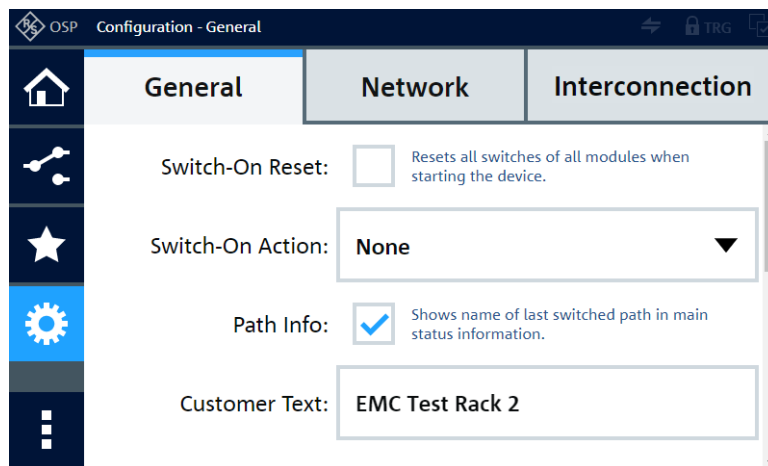 R&S OSP Configuration - General TRG
General Network Interconnection
Switch-On Reset: Resets all switches of all modules when
starting the device.
Switch-On Action: None
Path Info: Shows name of last switched path in main
status information.
Customer Text: EMC Test Rack 2